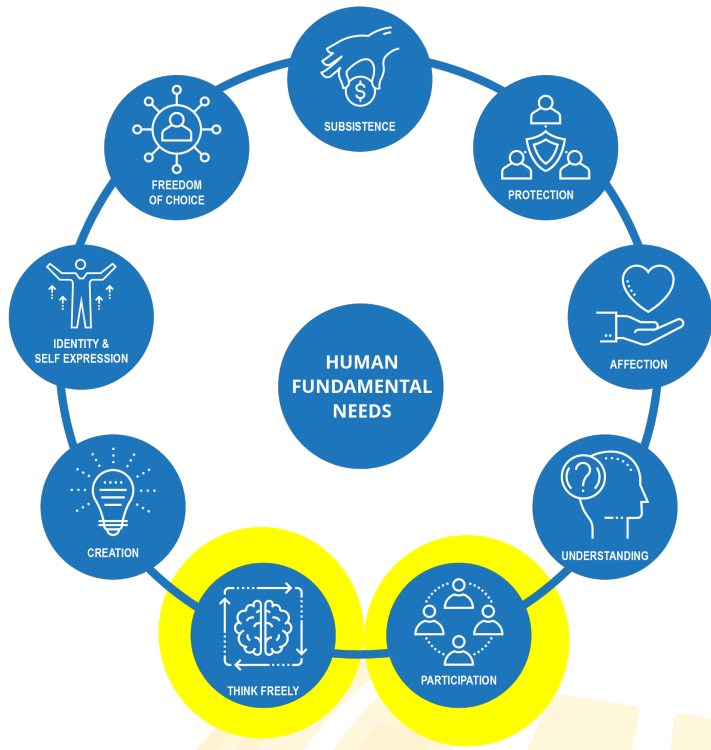 $
SUBSISTENCE
PROTECTION
AFFECTION
?
UNDERSTANDING
PARTICIPATION
THINK FREELY
CREATION
IDENTITY &
SELF EXPRESSION
FREEDOM
OF CHOICE
HUMAN
FUNDAMENTAL
NEEDS